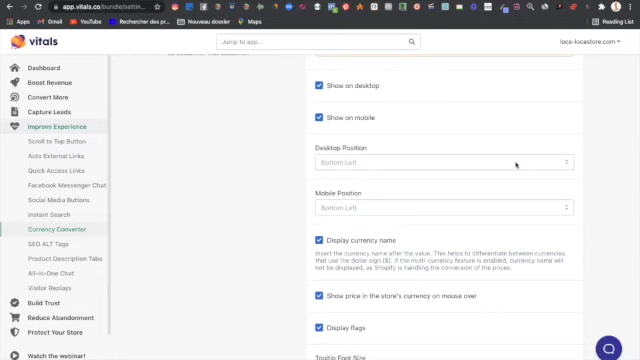 app.vitals.co/bundle/settin
Apps
Gmail
YouTube
Rechercher des p...
Nouveau dossier
Maps
Reading List
vitals
Jump to app...
loca-locastore.com
Dashboard
Boost Revenue
Convert More
Capture Leads
Improve Experience
Scroll to Top Button
Auto External Links
Quick Access Links
Facebook Messenger Chat
Social Media Buttons
Instant Search
Currency Converter
SEO ALT Tags
Product Description Tabs
All-in-One Chat
Visitor Replays
Build Trust
Reduce Abandonment
Protect Your Store
Watch the webinar!
Show on desktop
Show on mobile
Desktop Position
Bottom Left
Mobile Position
Bottom Left
Display currency name
Insert the currency name after the value. This helps to differentiate between currencies
that use the dollar sign ($). If the multi-currency feature is enabled, currency name will
not be displayed, as Shopify is handling the conversion of the prices.
Show price in the store's currency on mouse over
Display flags
Tooltip Font Size